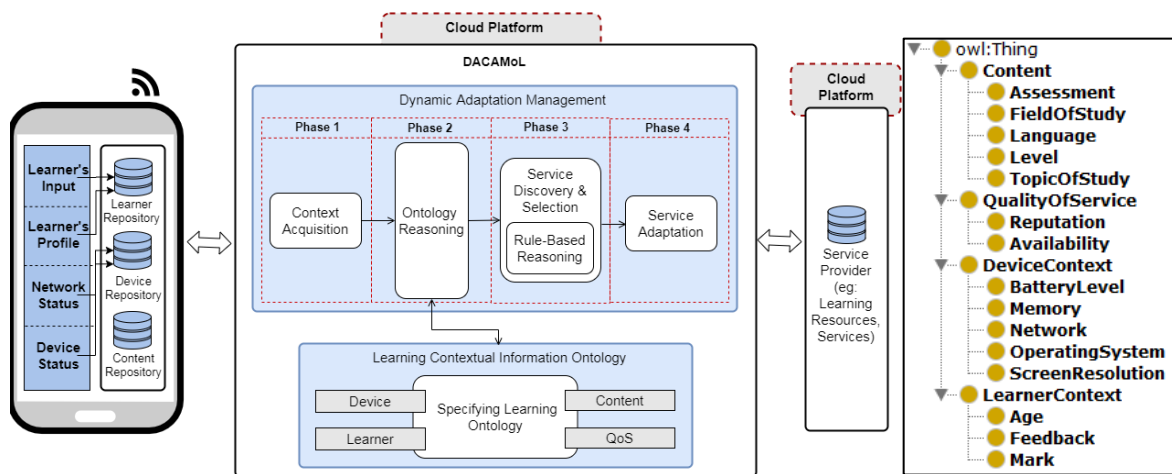 Learner's
Input
Learner's
Profile
Network
Status
Device
Status
Learner
Repository
Device
Repository
Content
Repository
Cloud Platform
DACAMoL
Dynamic Adaptation Management
Phase 1
Phase 2
Phase 3
Phase 4
Context
Acquisition
Ontology
Reasoning
Service
Discovery &
Selection
Rule-Based
Reasoning
Service
Adaptation
Learning Contextual Information Ontology
Device
Learner
Specifying Learning
Ontology
Content
QoS
Cloud
Platform
Service
Provider
(eg:
Learning
Resources,
Services)
owl:Thing
Content
Assessment
FieldOfStudy
Language
Level
TopicOfStudy
QualityOfService
Reputation
Availability
DeviceContext
BatteryLevel
Memory
Network
OperatingSystem
ScreenResolution
LearnerContext
Age
Feedback
Mark